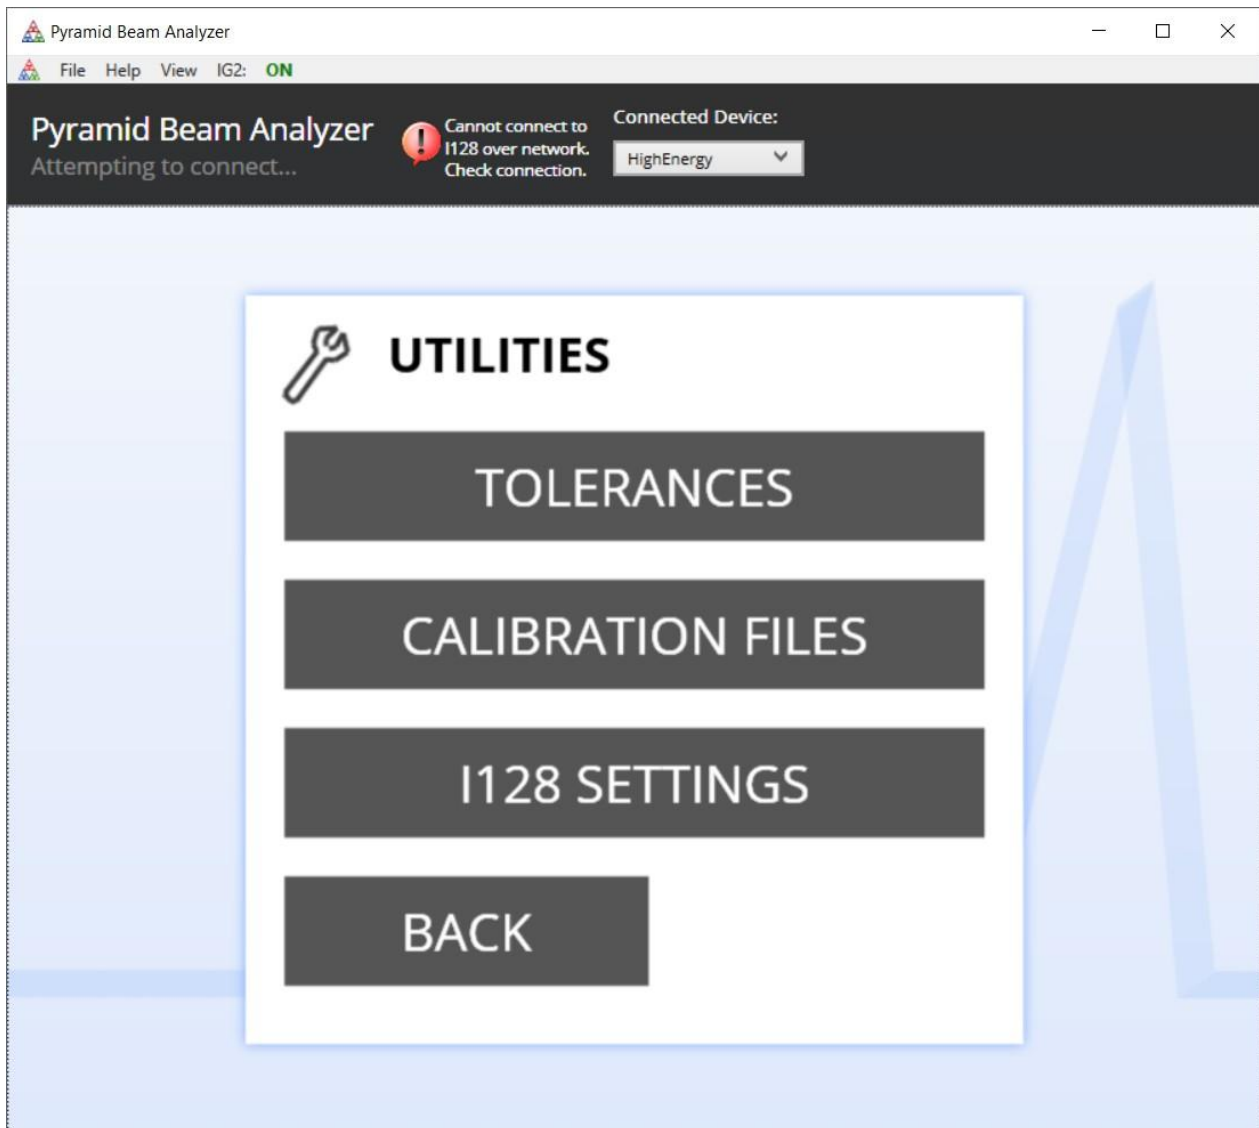 Pyramid Beam Analyzer
File Help View IG2: ON
Pyramid Beam Analyzer
Attempting to connect...
Cannot connect to
I128 over network.
Check connection.
Connected Device:
HighEnergy
UTILITIES
TOLERANCES
CALIBRATION FILES
I128 SETTINGS
BACK